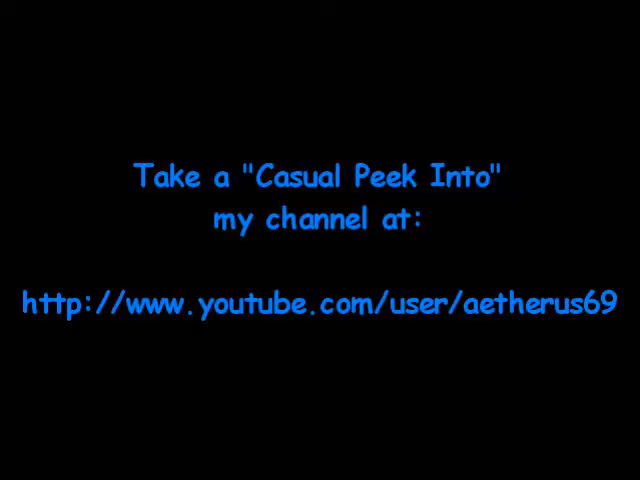 Take a "Casual Peek Into"
my channel at:
http://www.youtube.com/user/aetherus69